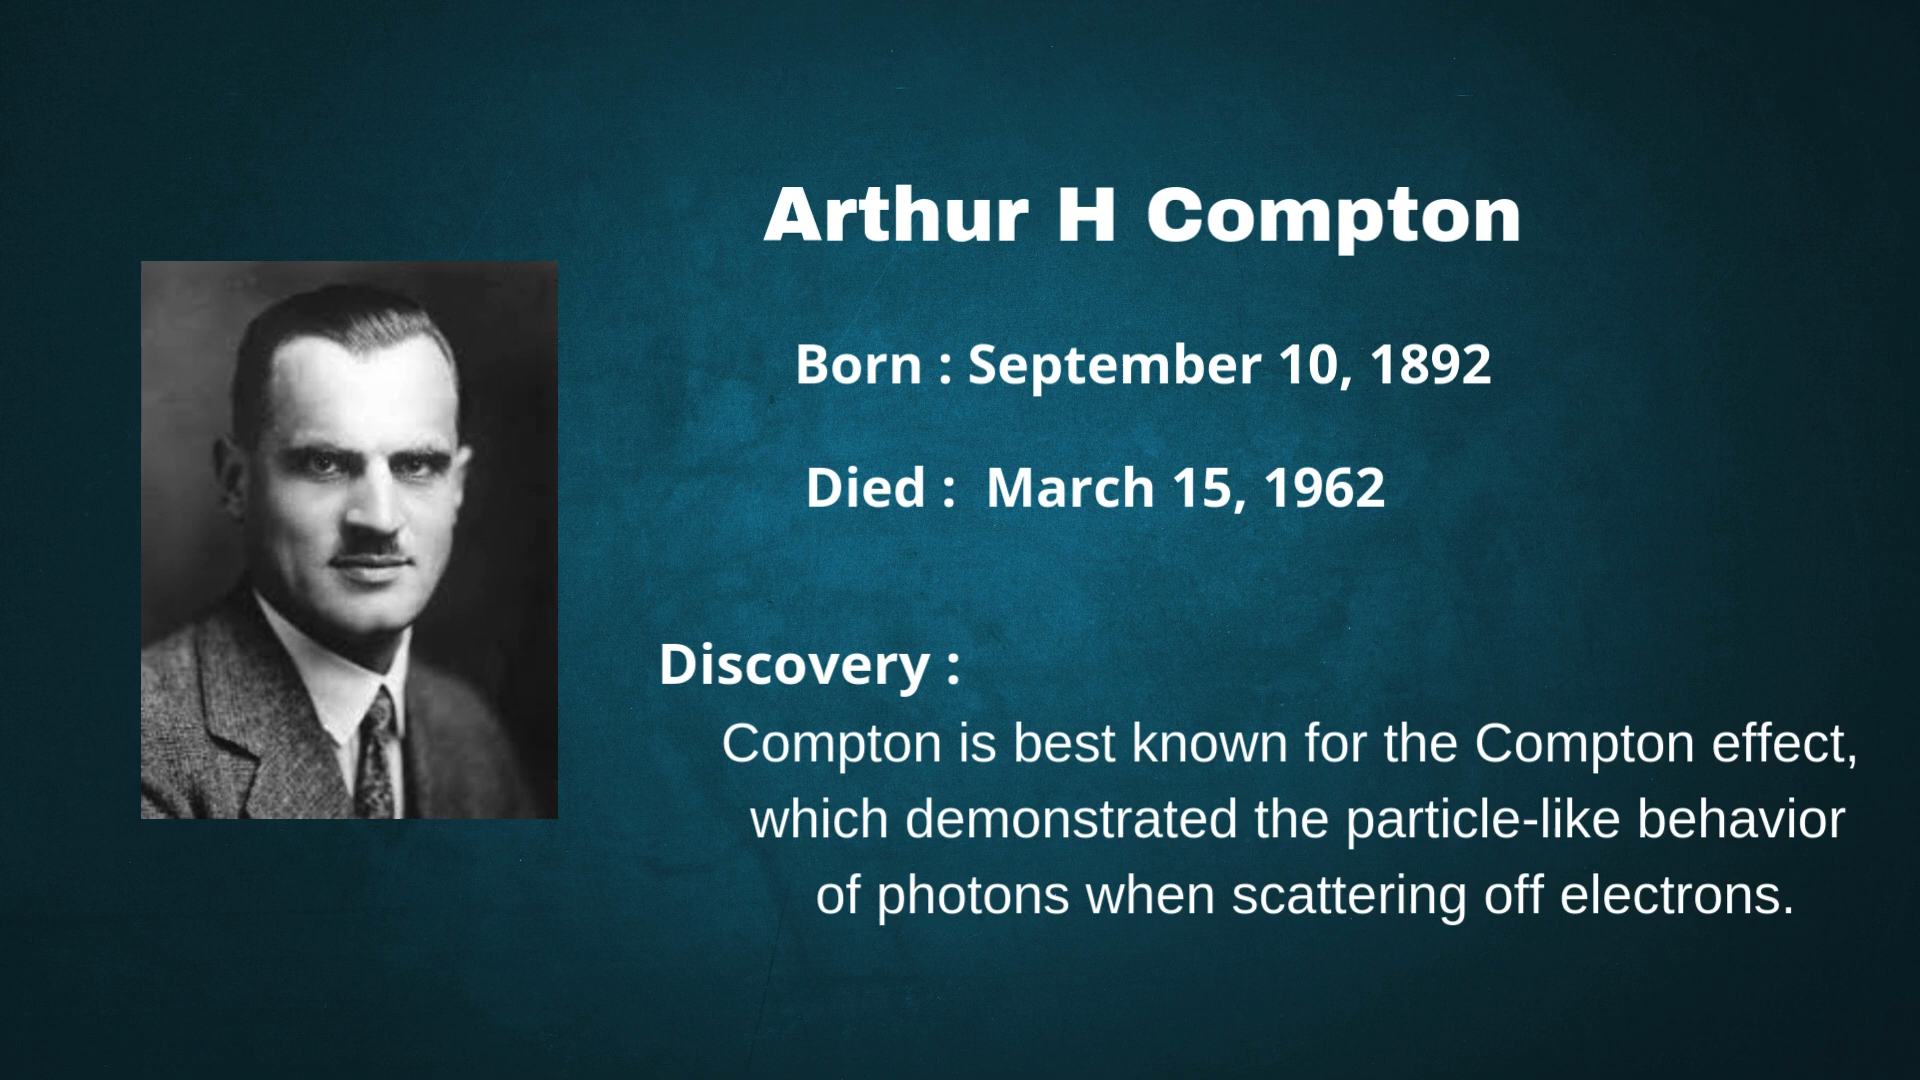 Arthur H Compton
Born : September 10, 1892
Died :  March 15, 1962
Discovery :
Compton is best known for the Compton effect,
which demonstrated the particle-like behavior
of photons when scattering off electrons.